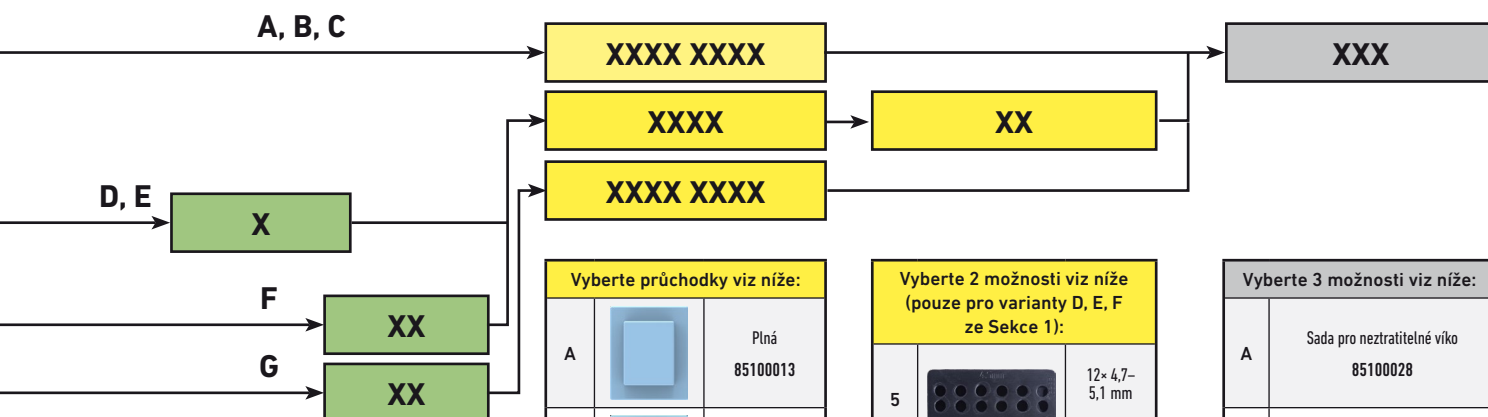 A, B, C
XXXX XXXX
XXX
XXXX
XX
D, E
X
XXXX XXXX
F
XX
G
XX
Vyberte průchodky viz níže:
A
Plná
85100013
Vyberte 2 možnosti viz níže
(pouze pro varianty D, E, F
ze Sekce 1):
5
12× 4,7–
5,1 mm
Vyberte 3 možnosti viz níže:
A
Sada pro neztratitelné víko
85100028